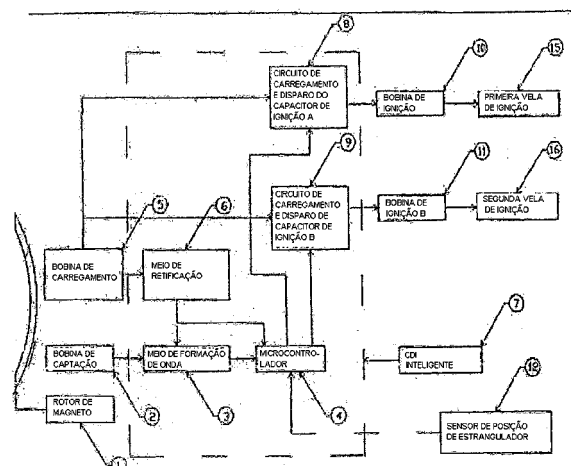 8
10
15
CIRCUITO DE
CARREGAMENTO
E DISPARO DO
CAPACITOR DE
IGNIÇÃO A
BOBINA DE
IGNIÇÃO
PRIMEIRA VELA
DE IGNIÇÃO
9
11
16
5
6
CIRCUITO DE
CARREGAMENTO
E DISPARO DE
CAPACITOR DE
IGNIÇÃO B
BOBINA DE
IGNIÇÃO B
SEGUNDA VELA
DE IGNIÇÃO
BOBINA DE
CARREGAMENTO
MEIO DE
RETIFICAÇÃO
7
BOBINA DE
CAPTAÇÃO
MEIO DE FORMAÇÃO
DE ONDA
MICROCONTRO-
LADOR
CDI
INTELIGENTE
12
ROTOR DE
MAGNETO
2
3
4
SENSOR DE POSIÇÃO
DE ESTRANGULADOR
1